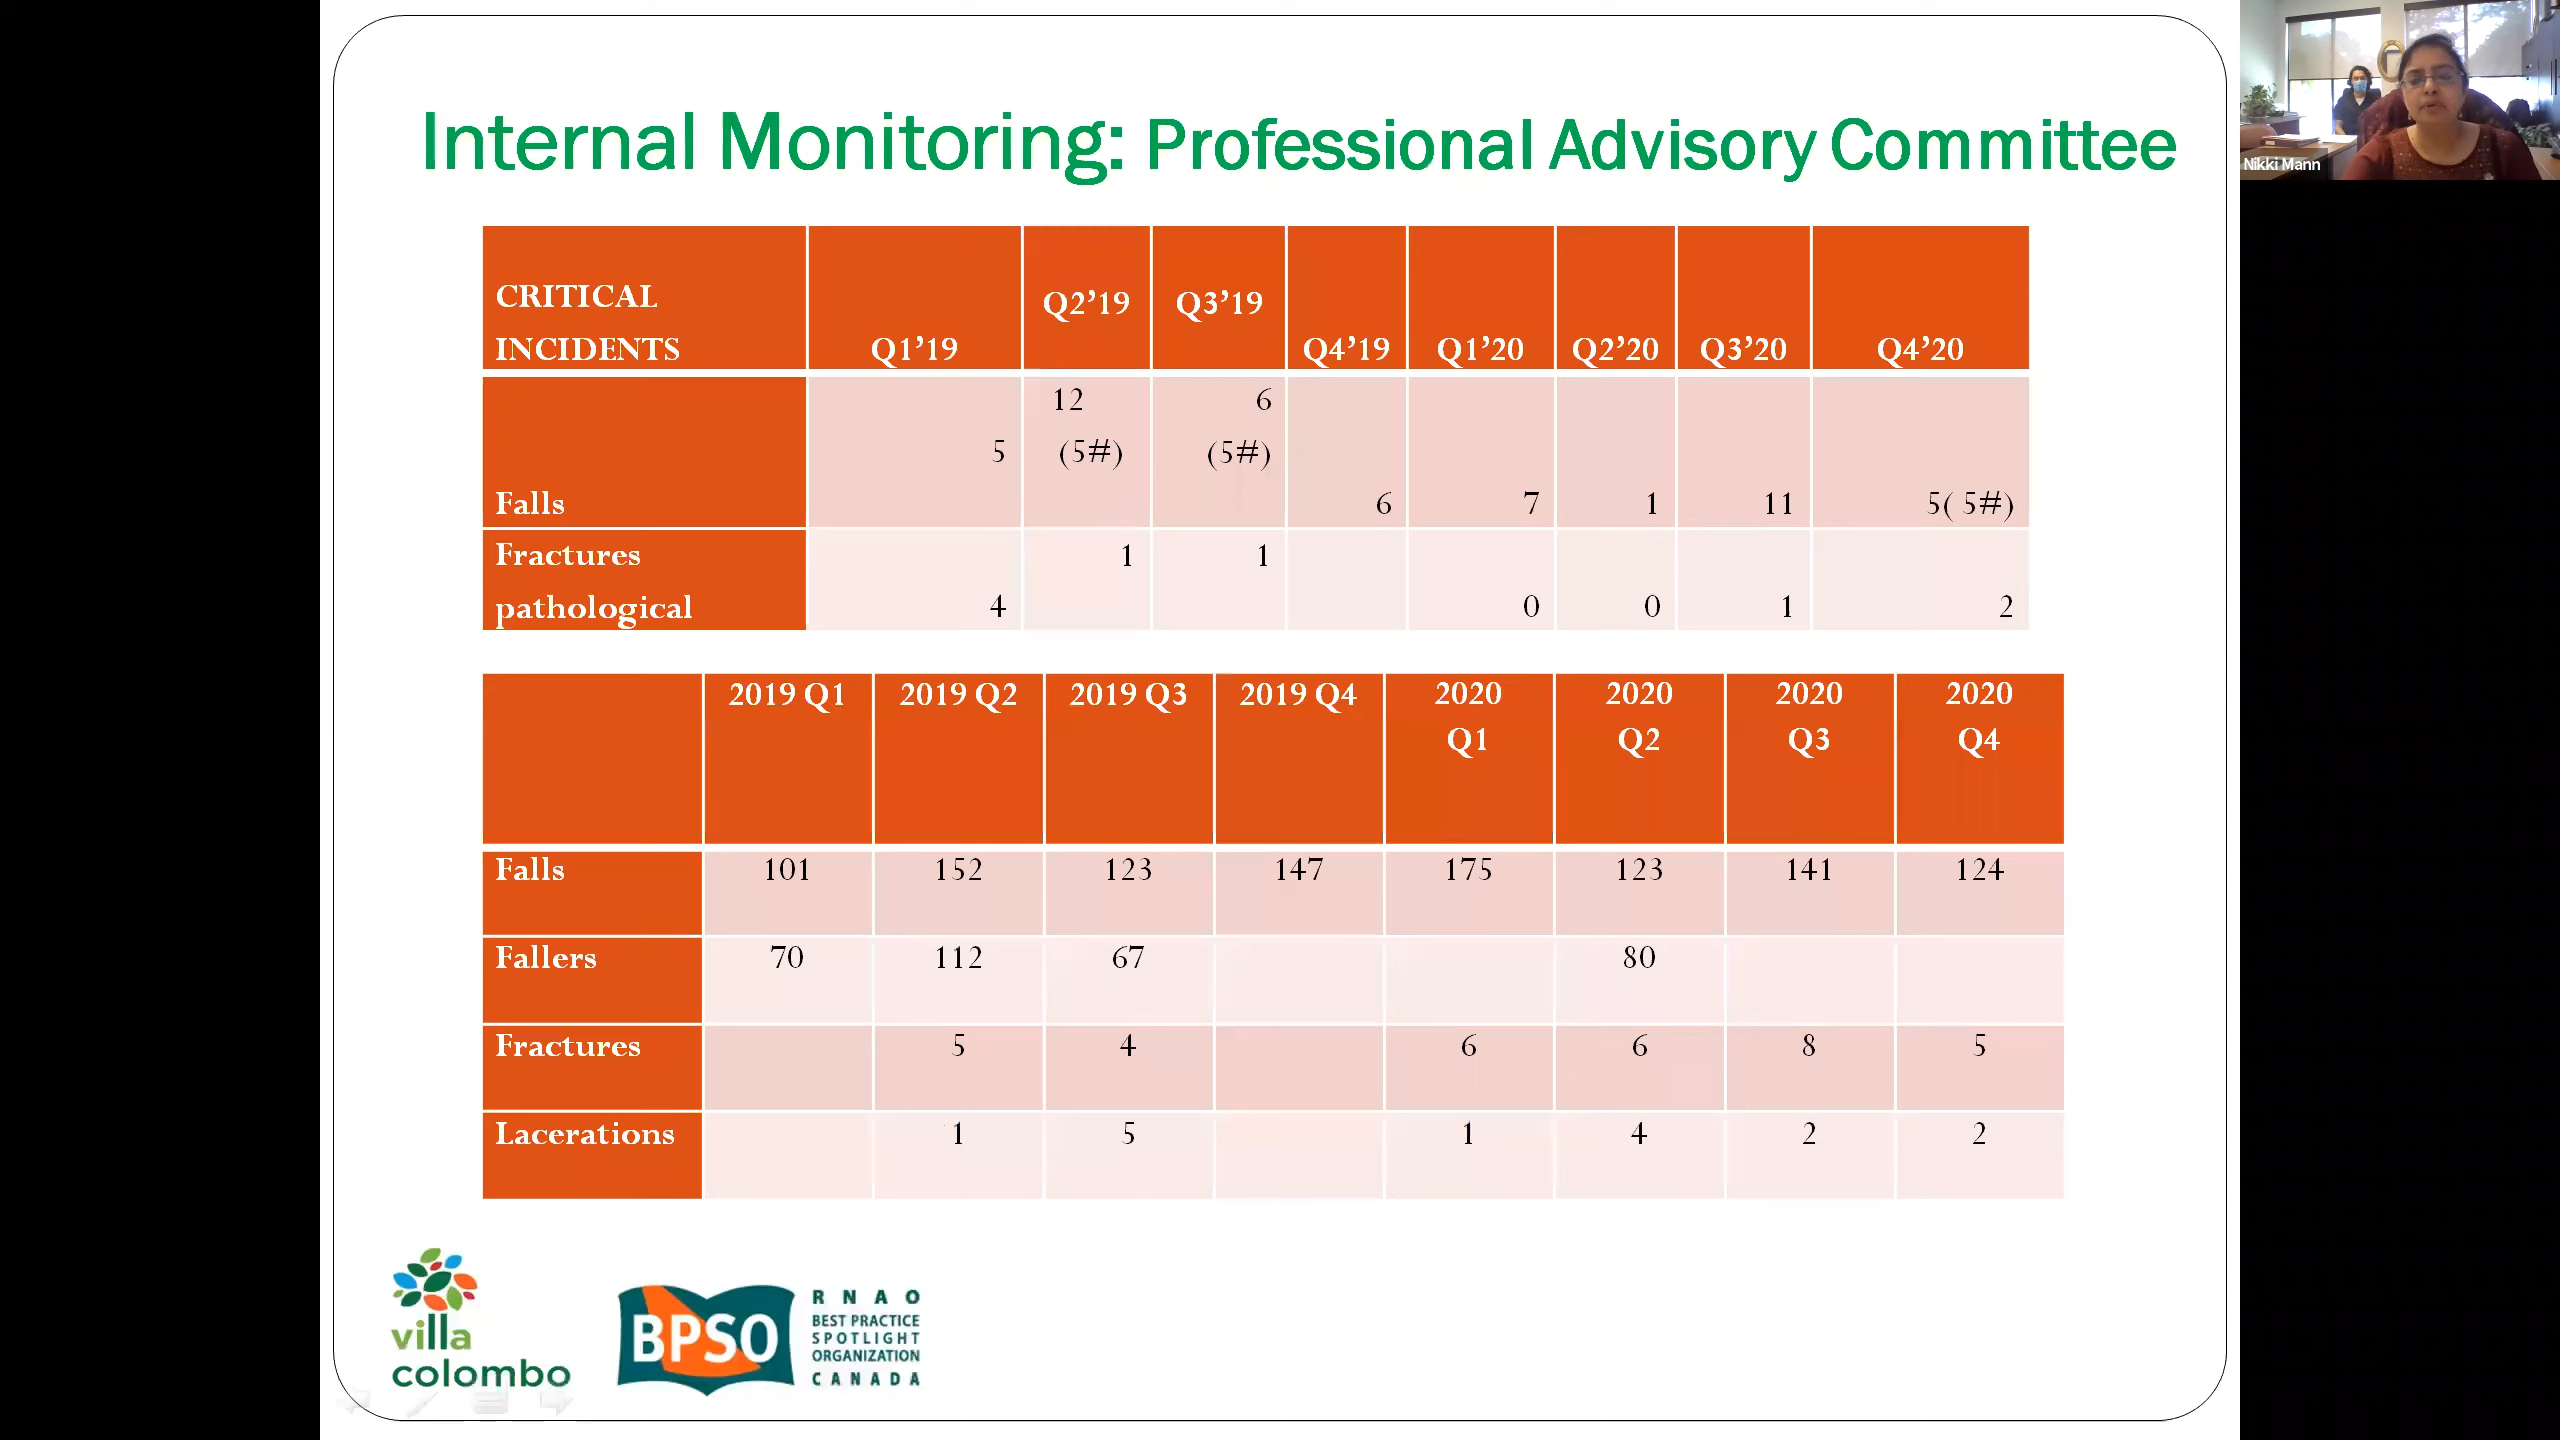 Internal Monitoring: Professional Advisory Committee
Nikki Mann
CRITICAL INCIDENTS Q1’19 Q2’19 Q3’19 Q4’19 Q1’20 Q2’20 Q3’20 Q4’20
Falls 5 12 (5#) 6 (5#) 6 7 1 11 5( 5#)
Fractures pathological 4 1 1 0 0 1 2
2019 Q1 2019 Q2 2019 Q3 2019 Q4 2020 Q1 2020 Q2 2020 Q3 2020 Q4
Falls 101 152 123 147 175 123 141 124
Fallers 70 112 67 80
Fractures 5 4 6 6 8 5
Lacerations 1 5 1 4 2 2
villa
colombo
BPSO
RNAO
BEST PRACTICE
SPOTLIGHT
ORGANIZATION
CANADA